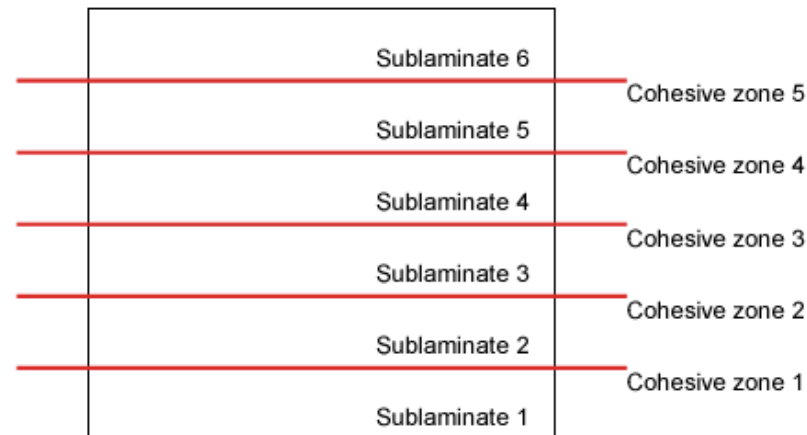 Sublaminate 6
Cohesive zone 5
Sublaminate 5
Cohesive zone 4
Sublaminate 4
Cohesive zone 3
Sublaminate 3
Cohesive zone 2
Sublaminate 2
Cohesive zone 1
Sublaminate 1